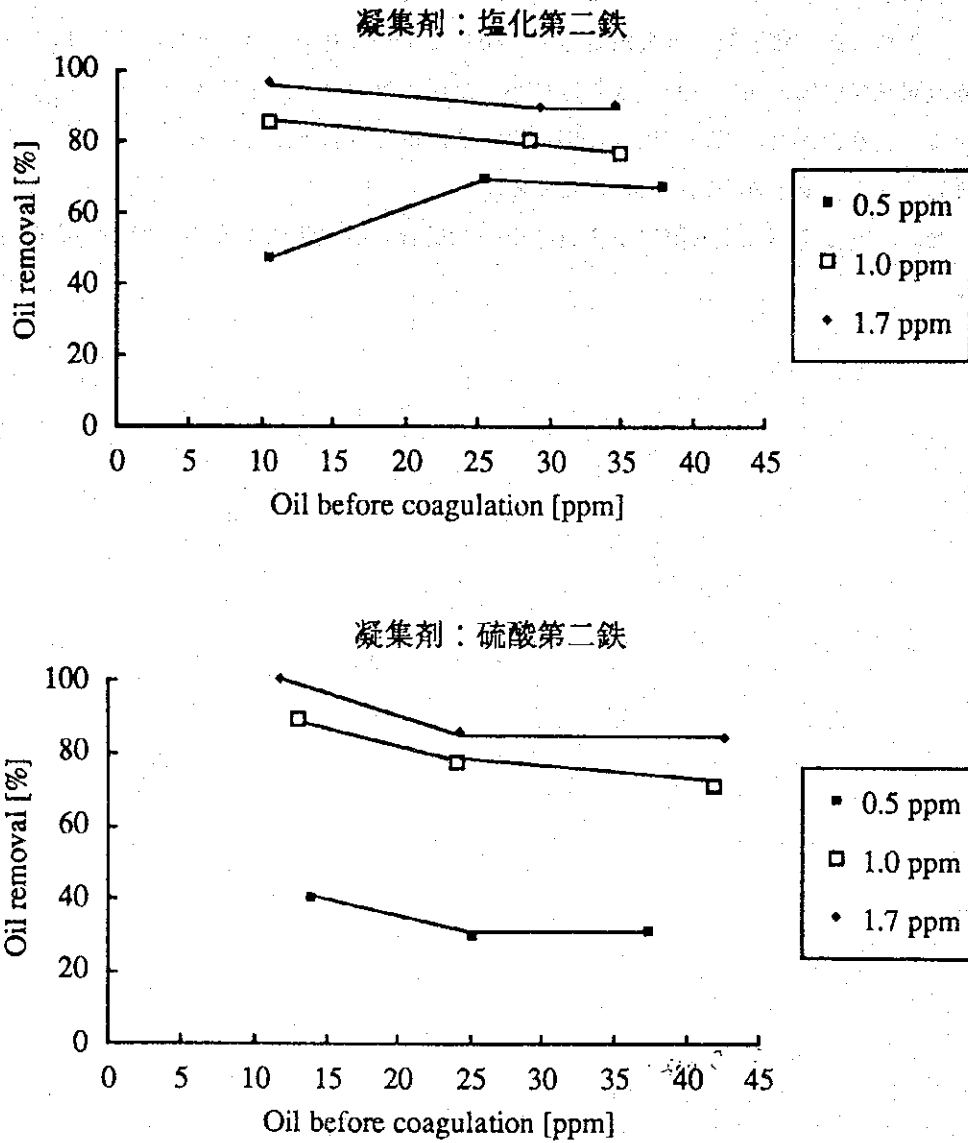 凝集剤：塩化第二鉄
100
80
60
40
20
0
Oil removal [%]
0 5 10 15 20 25 30 35 40 45
Oil before coagulation [ppm]
0.5 ppm
1.0 ppm
1.7 ppm
凝集剤：硫酸第二鉄
100
80
60
40
20
0
Oil removal [%]
0 5 10 15 20 25 30 35 40 45
Oil before coagulation [ppm]
0.5 ppm
1.0 ppm
1.7 ppm